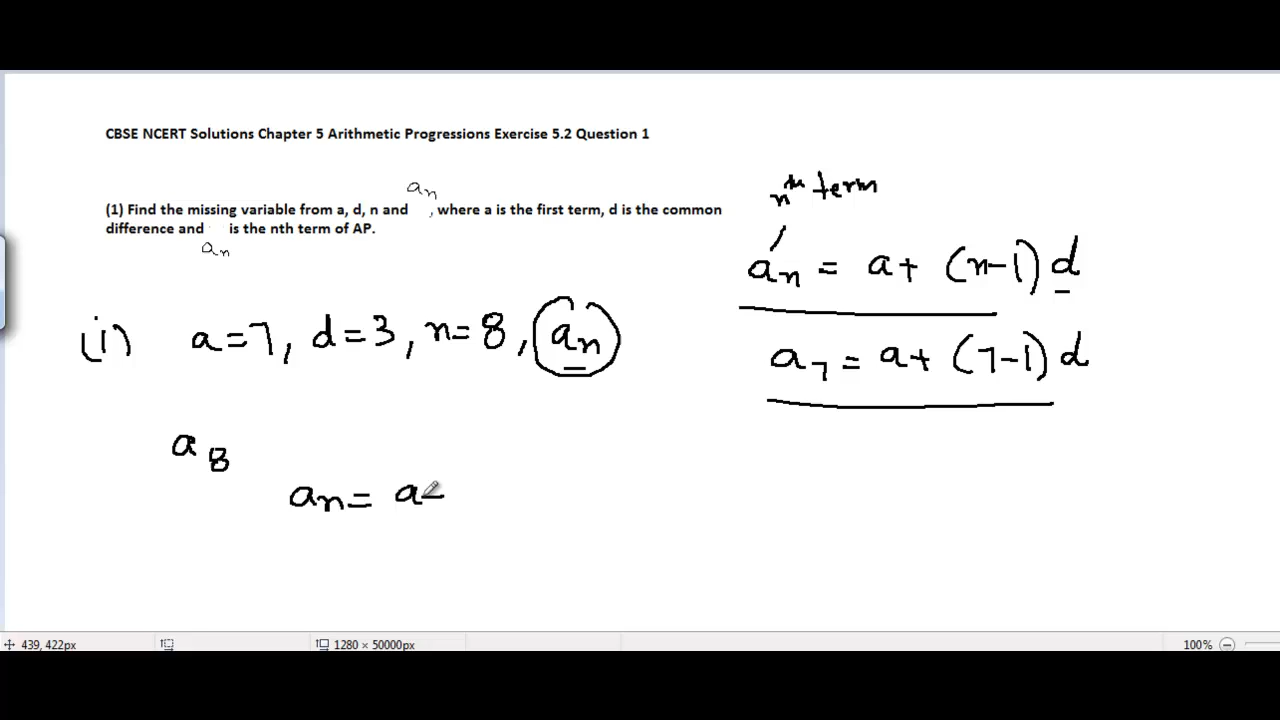 CBSE NCERT Solutions Chapter 5 Arithmetic Progressions Exercise 5.2 Question 1
aₙ
(1) Find the missing variable from a, d, n and , where a is the first term, d is the common
difference and is the nth term of AP.
aₙ
nᵗʰ term
aₙ = a + (n-1) d
(i) a=7, d=3, n=8, aₙ
a₇ = a + (7-1) d
a₈
aₙ = a
439, 422px
1280 × 50000px
100%